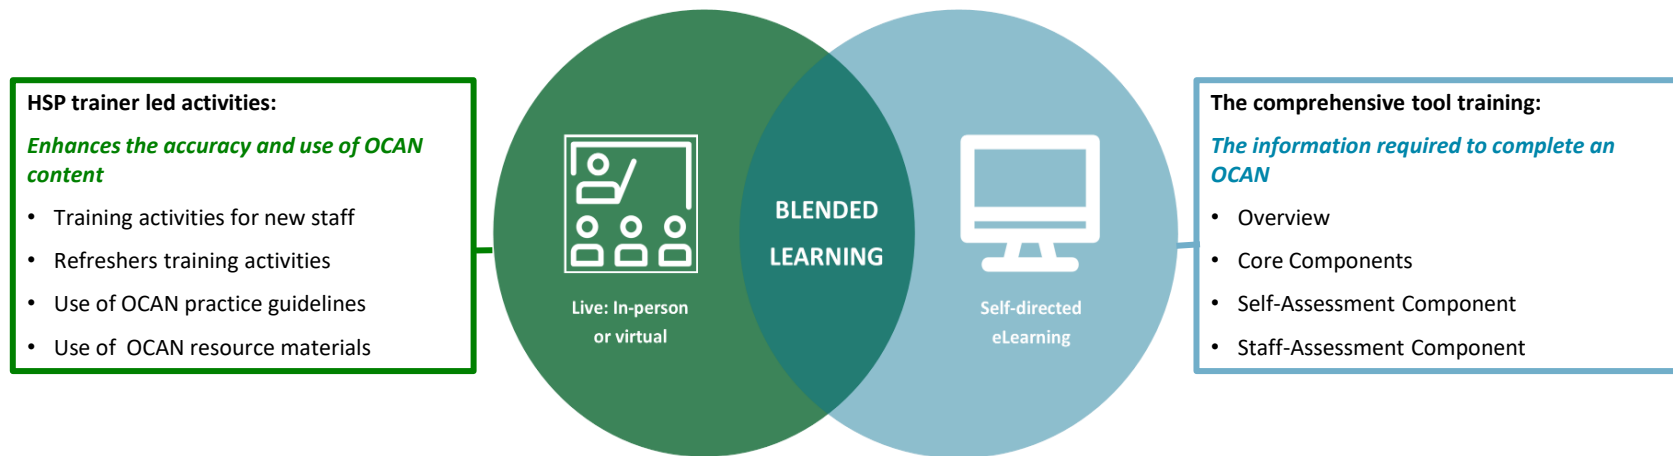 HSP trainer led activities:
Enhances the accuracy and use of OCAN
content
• Training activities for new staff
• Refreshers training activities
• Use of OCAN practice guidelines
• Use of OCAN resource materials
Live: In-person
or virtual
BLENDED
LEARNING
Self-directed
eLearning
The comprehensive tool training:
The information required to complete an
OCAN
• Overview
• Core Components
• Self-Assessment Component
• Staff-Assessment Component